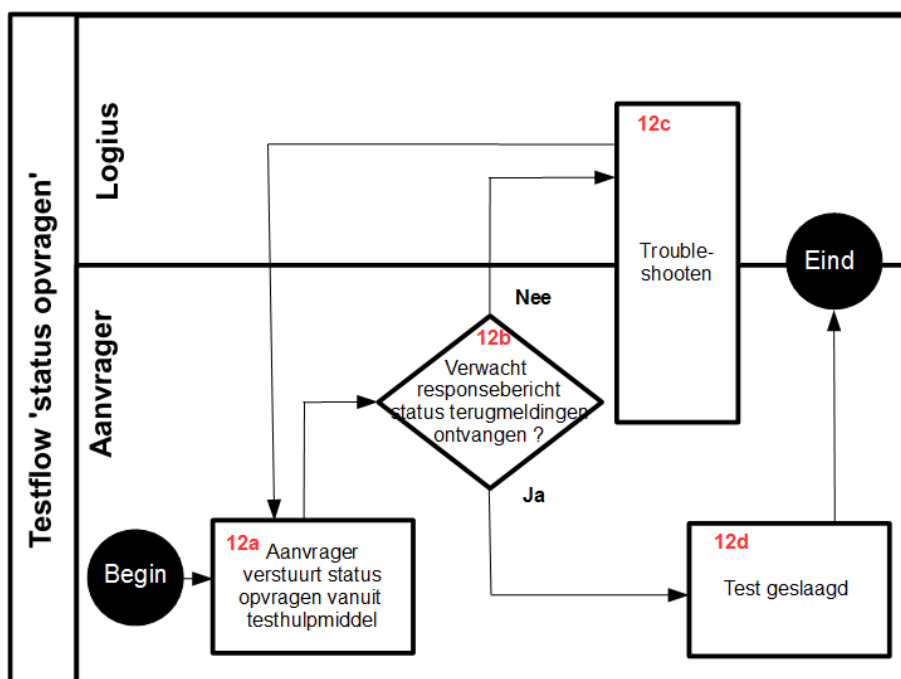 Testflow 'status opvragen'
Logius
Aanvrager
12c
Trouble-
shooten
Eind
Nee
12b
Verwacht
responsebericht
status terugmeldingen
ontvangen ?
Ja
Begin
12a
Aanvrager
verstuurt status
opvragen vanuit
testhulpmiddel
12d
Test geslaagd